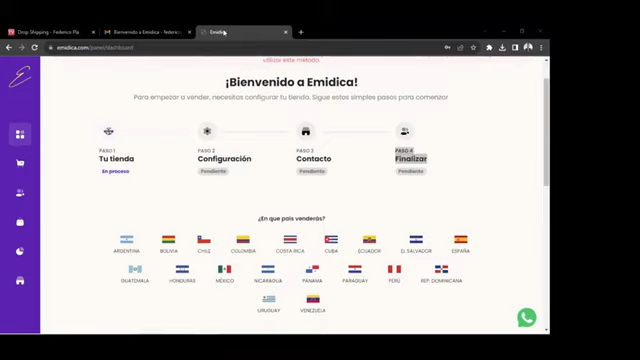 Drop Shipping - Federico Pla
Bienvenido a Emidica - federico
Emidica
emidica.com/panel/dashboard
utilizar este metodo.
¡Bienvenido a Emidica!
Para empezar a vender, necesitas configurar tu tienda. Sigue estos simples pasos para comenzar
PASO 1
PASO 2
PASO 3
PASO 4
Tu tienda
Configuración
Contacto
Finalizar
En proceso
Pendiente
Pendiente
Pendiente
¿En que país venderás?
ARGENTINA
BOLIVIA
CHILE
COLOMBIA
COSTA RICA
CUBA
ECUADOR
EL SALVADOR
ESPAÑA
GUATEMALA
HONDURAS
MÉXICO
NICARAGUA
PANAMA
PARAGUAY
PERÚ
REP. DOMINICANA
URUGUAY
VENEZUELA